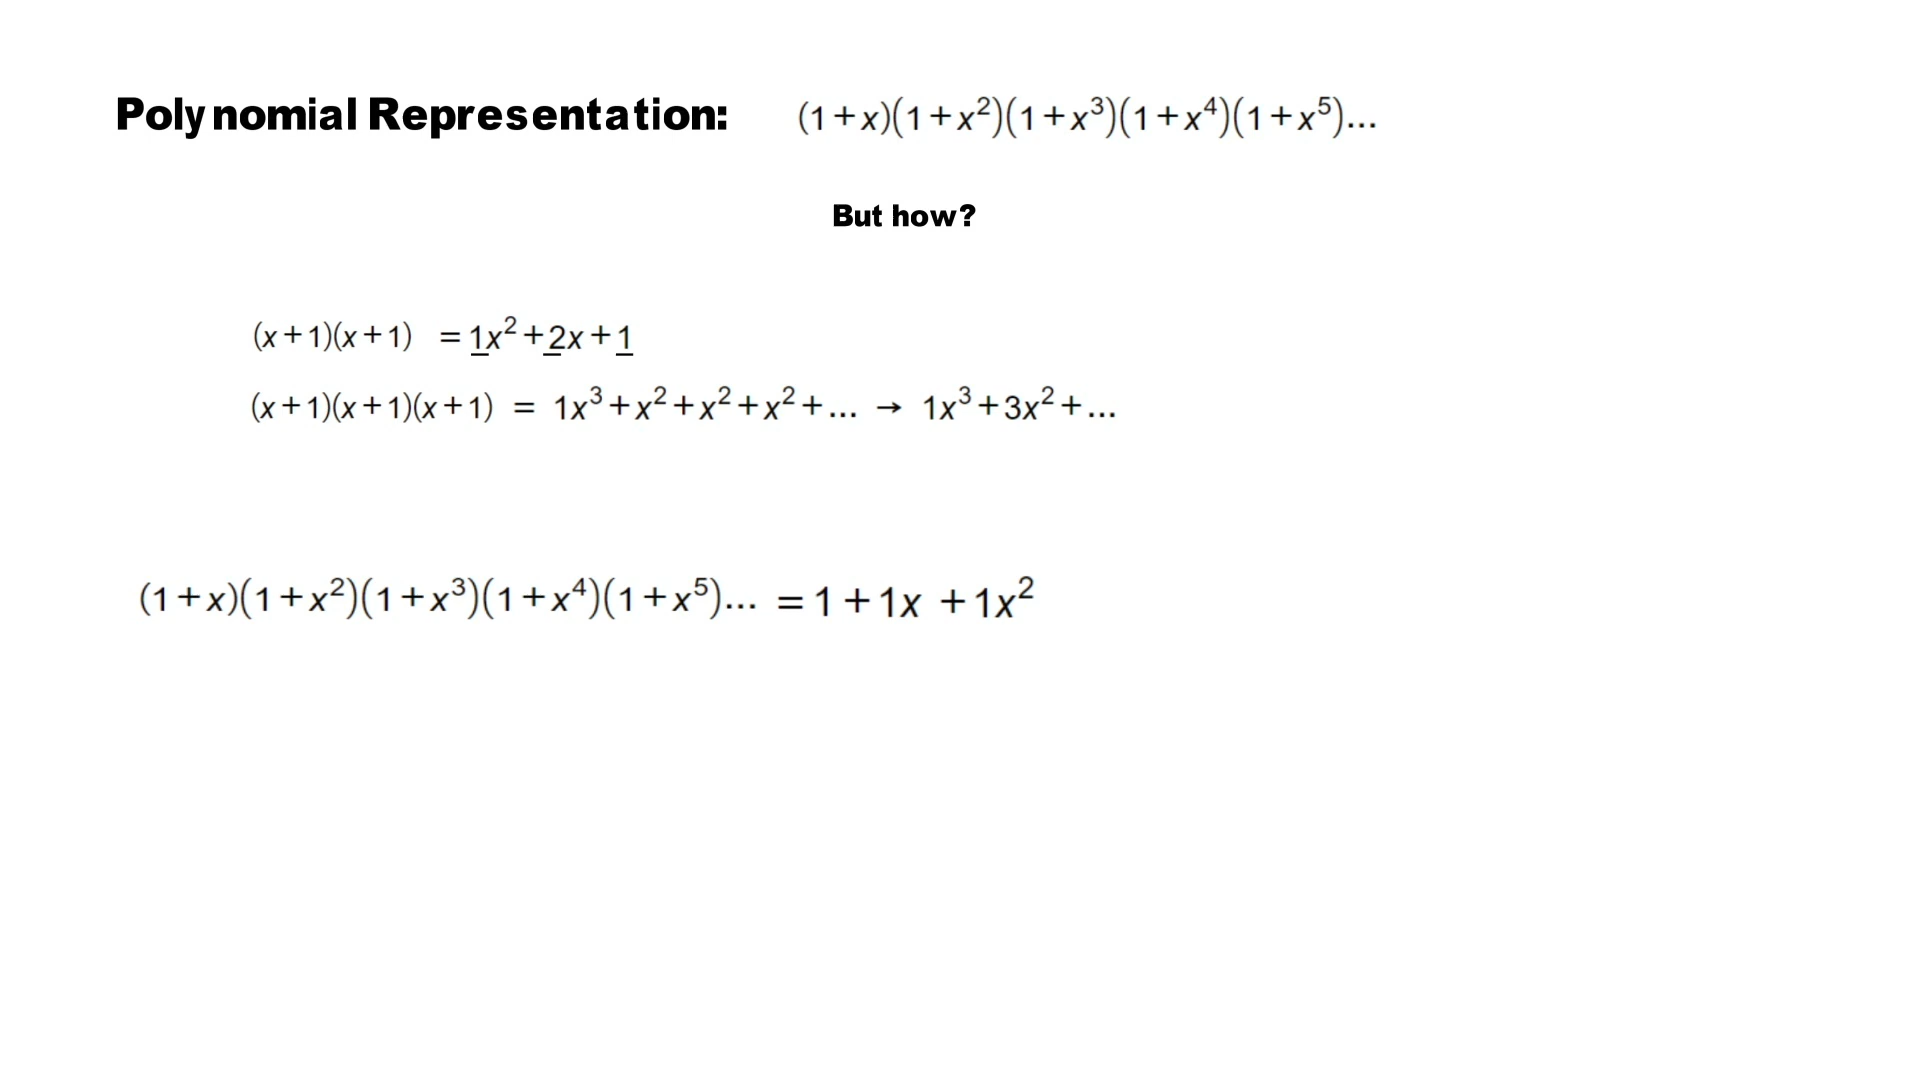 Polynomial Representation: (1+x)(1+x²)(1+x³)(1+x⁴)(1+x⁵)...
But how?
(x+1)(x+1) = 1x²+2x+1
(x+1)(x+1)(x+1) = 1x³+x²+x²+x²+... → 1x³+3x²+...
(1+x)(1+x²)(1+x³)(1+x⁴)(1+x⁵)... =1+1x +1x²